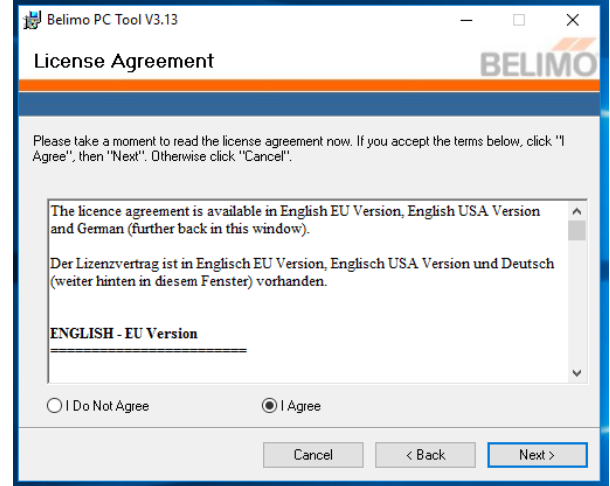 Belimo PC Tool V3.13
License Agreement
BELIMO
Please take a moment to read the license agreement now. If you accept the terms below, click "I
Agree", then "Next". Otherwise click "Cancel".
The licence agreement is available in English EU Version, English USA Version
and German (further back in this window).
Der Lizenzvertrag ist in Englisch EU Version, Englisch USA Version und Deutsch
(weiter hinten in diesem Fenster) vorhanden.
ENGLISH - EU Version
========================
I Do Not Agree
I Agree
Cancel
< Back
Next >